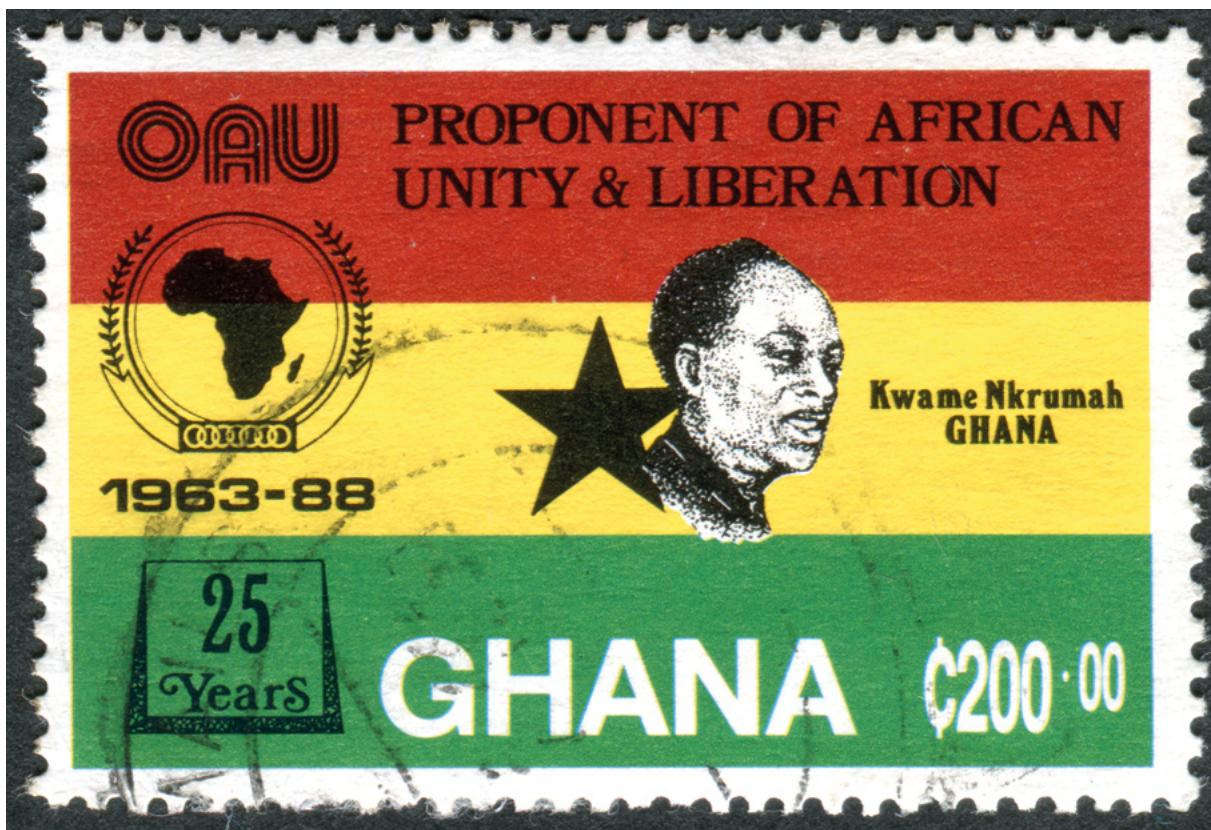 OAU
PROPONENT OF AFRICAN
UNITY & LIBERATION
Kwame Nkrumah
GHANA
1963-88
25
Years
GHANA
₵200.00